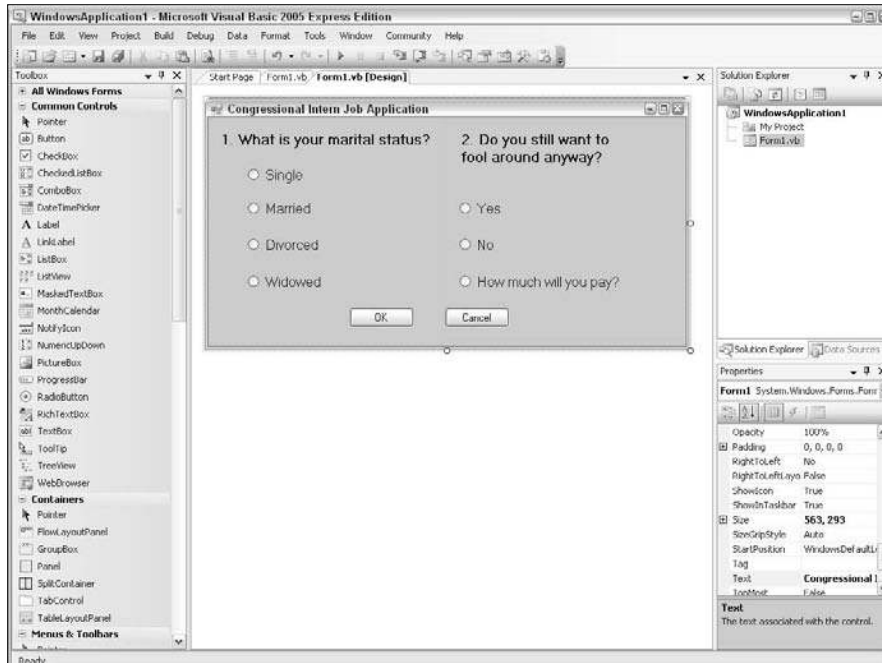 WindowsApplication1 - Microsoft Visual Basic 2005 Express Edition
File Edit View Project Build Debug Data Format Tools Window Community Help
Toolbox
All Windows Forms
Common Controls
Pointer
Button
CheckBox
CheckedListBox
ComboBox
DateTimePicker
A Label
A LinkLabel
ListBox
ListView
MaskedTextBox
MonthCalendar
NotifyIcon
NumericUpDown
PictureBox
ProgressBar
RadioButton
RichTextBox
TextBox
ToolTip
TreeView
WebBrowser
Containers
Pointer
FlowLayoutPanel
GroupBox
Panel
SplitContainer
TabControl
TableLayoutPanel
Menus & Toolbars
Pointer
Ready
Start Page Form1.vb Form1.vb [Design]
Congressional Intern Job Application
1. What is your marital status?
Single
Married
Divorced
Widowed
2. Do you still want to
fool around anyway?
Yes
No
How much will you pay?
OK Cancel
Solution Explorer
WindowsApplication1
My Project
Form1.vb
Solution Explorer Data Sources
Properties
Form1 System.Windows.Forms.Form
Opacity 100%
Padding 0, 0, 0, 0
RightToLeft No
RightToLeftLayo False
ShowIcon True
ShowInTaskbar True
Size 563, 293
SizeGripStyle Auto
StartPosition WindowsDefaultL
Tag
Text Congressional I
TopMost False
Text
The text associated with the control.